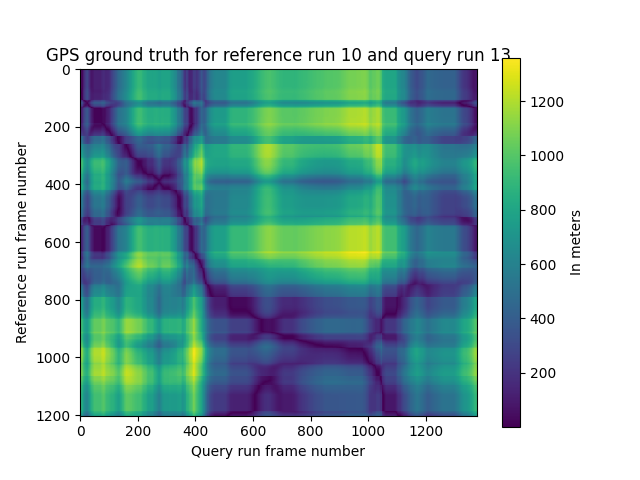 GPS ground truth for reference run 10 and query run 13
0
200
400
600
800
1000
1200
Reference run frame number
0 200 400 600 800 1000 1200
Query run frame number
1200
1000
800
600
400
200
In meters